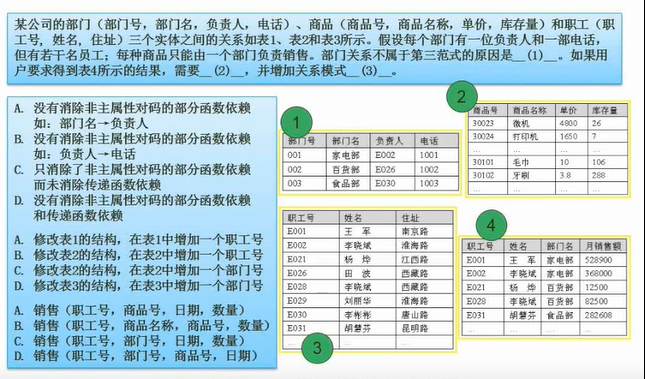 某公司的部门（部门号，部门名，负责人，电话）、商品（商品号，商品名称，单价，库存量）和职工（职
工号，姓名，住址）三个实体之间的关系如表1、表2和表3所示。假设每个部门有一位负责人和一部电话，
但有若干名员工；每种商品只能由一个部门负责销售。部门关系不属于第三范式的原因是__(1)__。如果用
户要求得到表4所示的结果，需要__(2)__，并增加关系模式__(3)__。
A. 没有消除非主属性对码的部分函数依赖
如：部门名→负责人
B. 没有消除非主属性对码的部分函数依赖
如：负责人→电话
C. 只消除了非主属性对码的部分函数依赖
而未消除传递函数依赖
D. 没有消除非主属性对码的部分函数依赖
和传递函数依赖
A. 修改表1的结构，在表1中增加一个职工号
B. 修改表2的结构，在表2中增加一个职工号
C. 修改表2的结构，在表2中增加一个部门号
D. 修改表3的结构，在表3中增加一个部门号
A. 销售（职工号，商品号，日期，数量）
B. 销售（职工号，商品名称，商品号，数量）
C. 销售（职工号，部门号，日期，数量）
D. 销售（职工号，部门号，商品号，日期）
1
部门号 部门名 负责人 电话
001 家电部 E002 1001
002 百货部 E026 1002
003 食品部 E030 1003
2
商品号 商品名称 单价 库存量
30023 微机 4800 26
30024 打印机 1650 7
… … … …
30101 毛巾 10 106
30102 牙刷 3.8 288
… … … …
职工号 姓名 住址
E001 王 军 南京路
E002 李晓斌 淮海路
E021 杨 烨 江西路
E026 田 波 西藏路
E028 李晓斌 西藏路
E029 刘丽华 淮海路
E030 李彬彬 唐山路
E031 胡慧芬 昆明路
… … …
3
4
职工号 姓名 部门名 月销售额
E001 王 军 家电部 528900
E002 李晓斌 家电部 368000
E021 杨 烨 百货部 12500
E028 李晓斌 百货部 82500
E031 胡慧芬 食品部 282608
… … … …